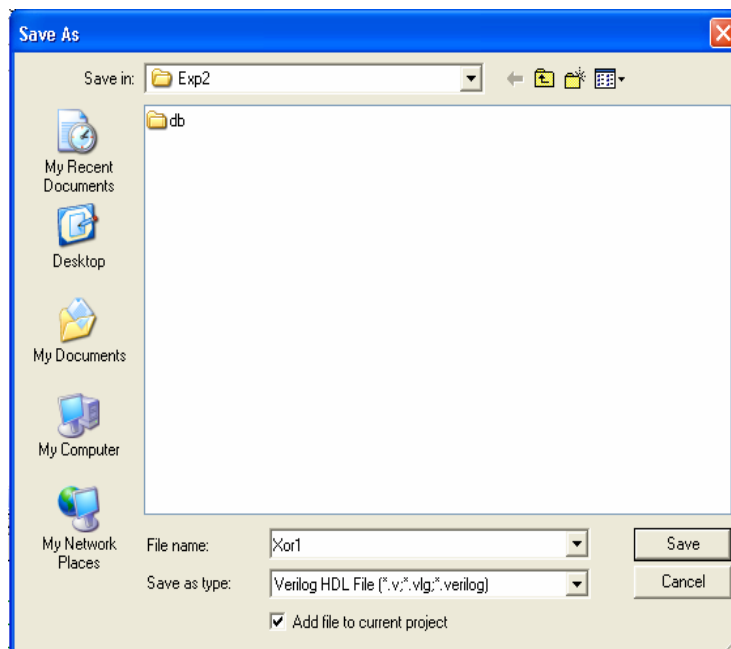 Save As
Save in: Exp2
db
My Recent
Documents
Desktop
My Documents
My Computer
My Network
Places
File name: Xor1 Save
Save as type: Verilog HDL File (*.v;*.vlg;*.verilog) Cancel
Add file to current project